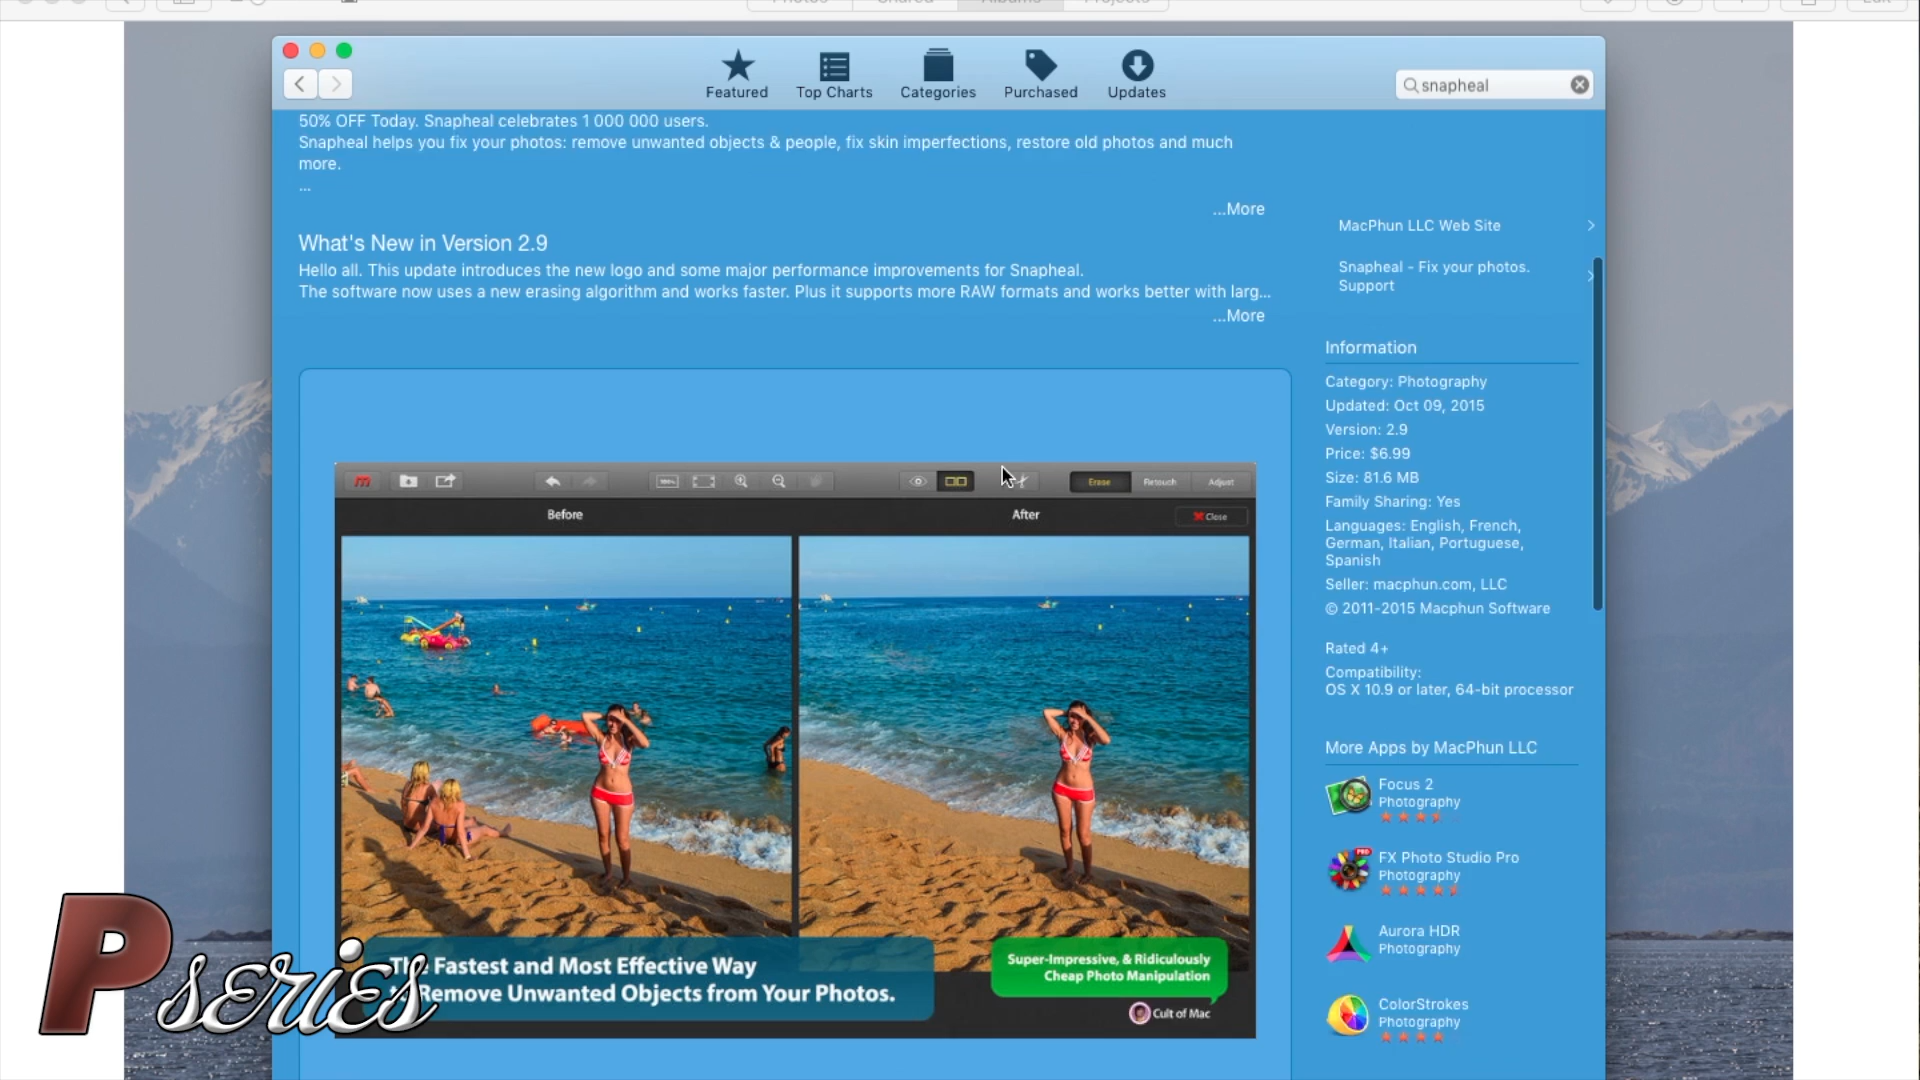 Photos Shared Albums Projects Edit
Featured
Top Charts
Categories
Purchased
Updates
snapheal
50% OFF Today. Snapheal celebrates 1 000 000 users.
Snapheal helps you fix your photos: remove unwanted objects & people, fix skin imperfections, restore old photos and much
more.
...
...More
What's New in Version 2.9
Hello all. This update introduces the new logo and some major performance improvements for Snapheal.
The software now uses a new erasing algorithm and works faster. Plus it supports more RAW formats and works better with larg...
...More
m
100%
Erase
Retouch
Adjust
Before
After
Close
The Fastest and Most Effective Way
Remove Unwanted Objects from Your Photos.
Super-Impressive, & Ridiculously
Cheap Photo Manipulation
Cult of Mac
MacPhun LLC Web Site
Snapheal - Fix your photos.
Support
Information
Category: Photography
Updated: Oct 09, 2015
Version: 2.9
Price: $6.99
Size: 81.6 MB
Family Sharing: Yes
Languages: English, French,
German, Italian, Portuguese,
Spanish
Seller: macphun.com, LLC
© 2011-2015 Macphun Software
Rated 4+
Compatibility:
OS X 10.9 or later, 64-bit processor
More Apps by MacPhun LLC
Focus 2
Photography
FX Photo Studio Pro
Photography
Aurora HDR
Photography
ColorStrokes
Photography
PRO
P series